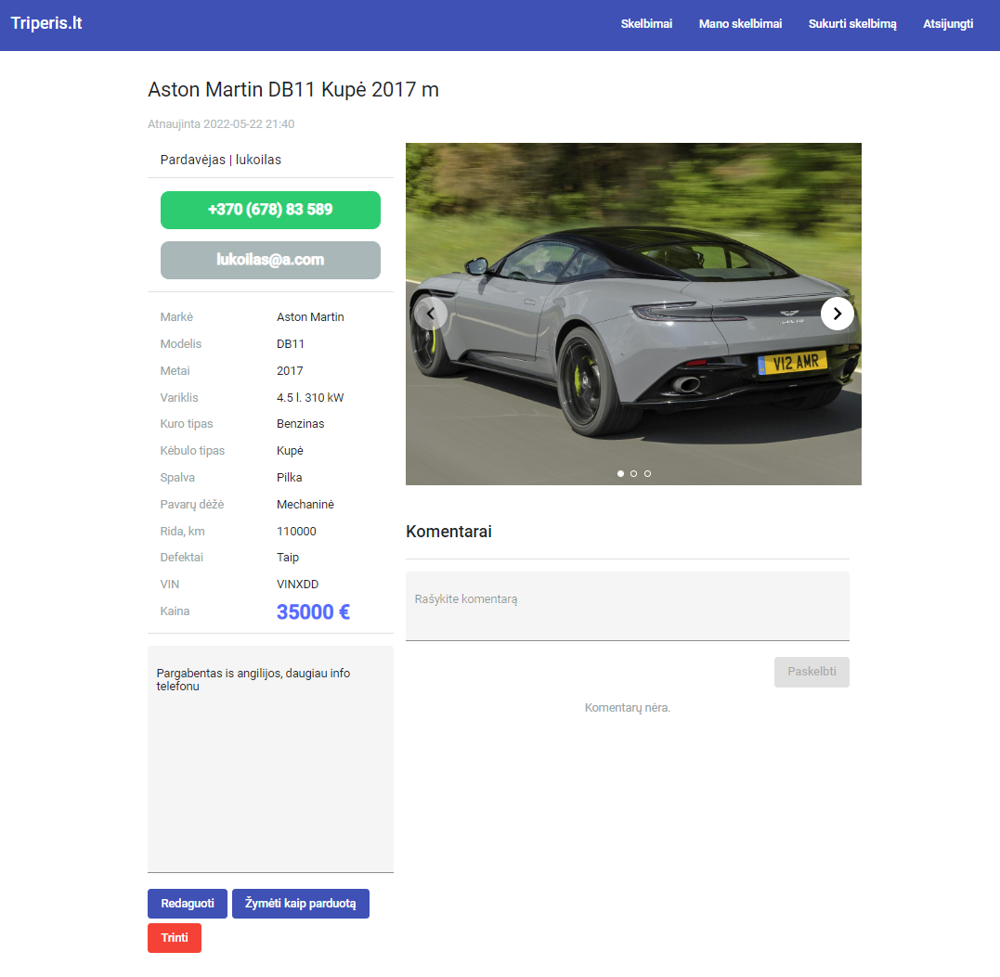 Triperis.lt
Skelbimai
Mano skelbimai
Sukurti skelbimą
Atsijungti
Aston Martin DB11 Kupė 2017 m
Atnaujinta 2022-05-22 21:40
Pardavėjas | lukoilas
+370 (678) 83 589
lukoilas@a.com
Markė Aston Martin
Modelis DB11
Metai 2017
Variklis 4.5 l. 310 kW
Kuro tipas Benzinas
Kėbulo tipas Kupė
Spalva Pilka
Pavarų dėžė Mechaninė
Rida, km 110000
Defektai Taip
VIN VINXDD
Kaina 35000 €
Pargabentas is angilijos, daugiau info
telefonu
Redaguoti
Žymėti kaip parduotą
Trinti
V12 AMR
Komentarai
Rašykite komentarą
Paskelbti
Komentarų nėra.